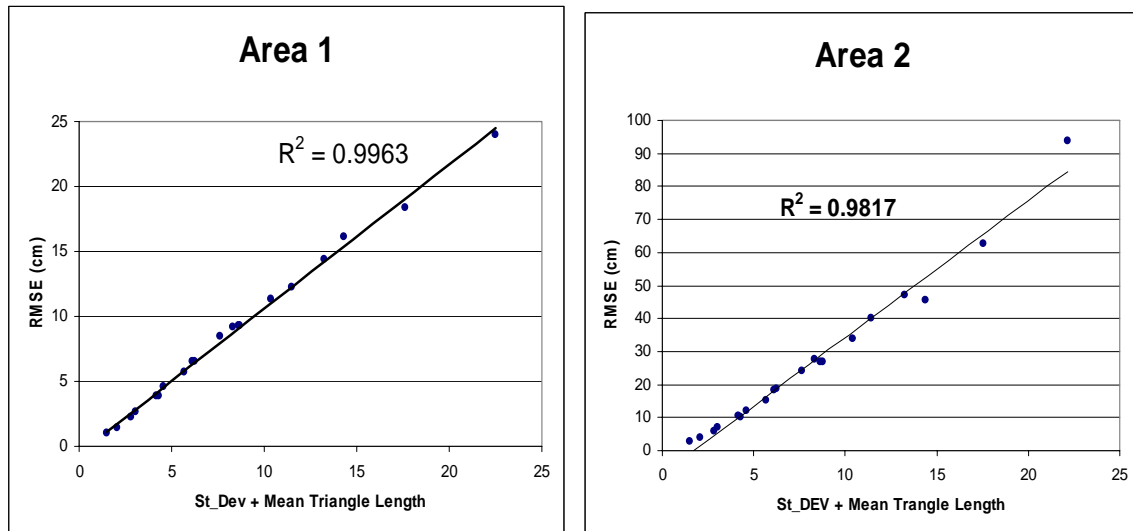 Area 1
25
20
15
10
5
0
R² = 0.9963
RMSE (cm)
0 5 10 15 20 25
St_Dev + Mean Triangle Length
Area 2
100
90
80
70
60
50
40
30
20
10
0
R² = 0.9817
RMSE (cm)
0 5 10 15 20 25
St_DEV + Mean Trangle Length